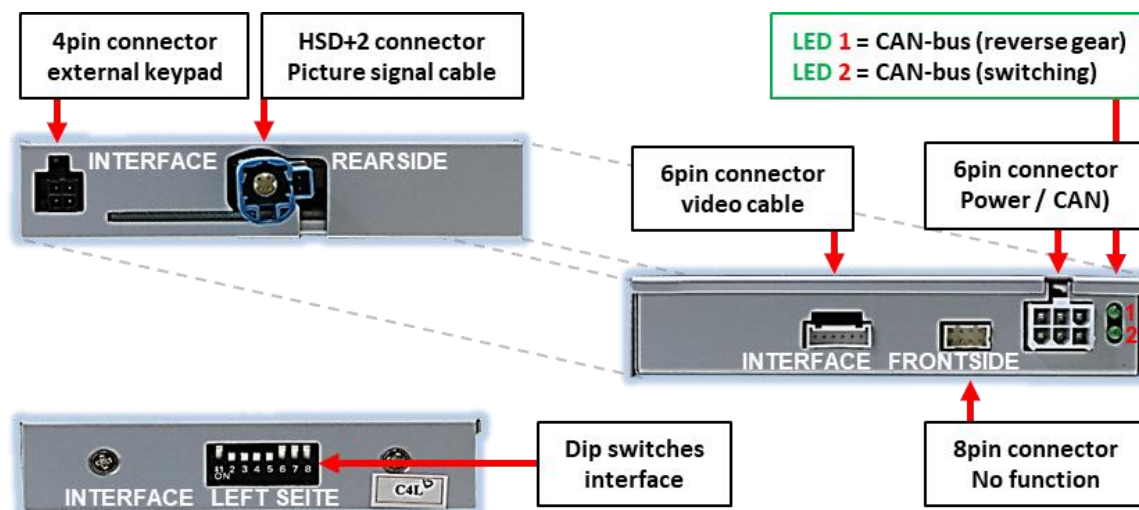 4pin connector
external keypad
HSD+2 connector
Picture signal cable
LED 1 = CAN-bus (reverse gear)
LED 2 = CAN-bus (switching)
INTERFACE REARSIDE
6pin connector
video cable
6pin connector
Power / CAN)
1
2
INTERFACE FRONTSIDE
1 2 3 4 5 6 7 8
ON
INTERFACE LEFT SEITE
C4L
Dip switches
interface
8pin connector
No function